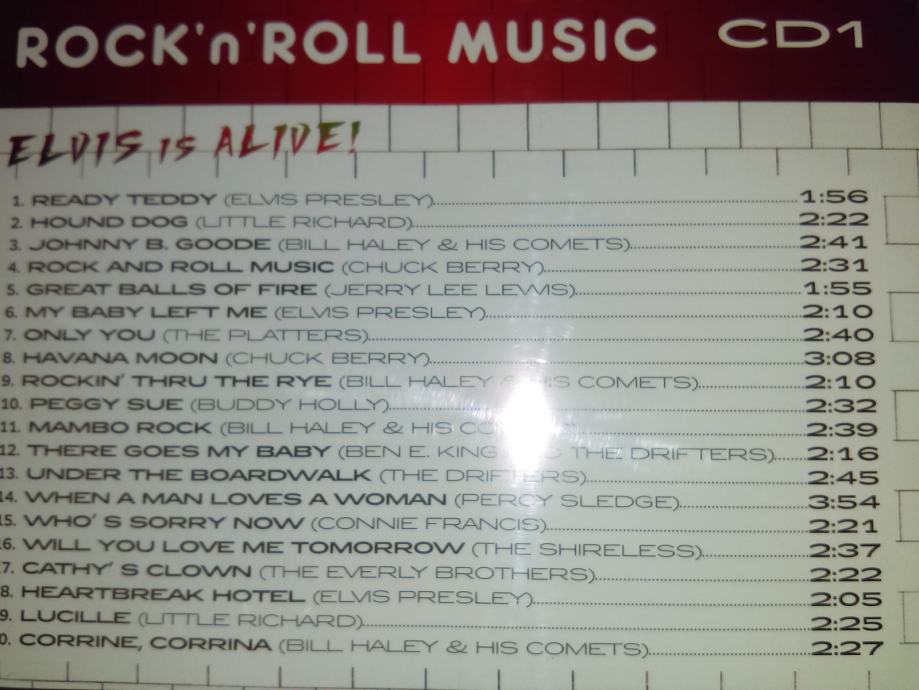 ROCK'n'ROLL MUSIC CD1
ELVIS is ALIVE!
1. READY TEDDY (ELVIS PRESLEY) 1:56
2. HOUND DOG (LITTLE RICHARD) 2:22
3. JOHNNY B. GOODE (BILL HALEY & HIS COMETS) 2:41
4. ROCK AND ROLL MUSIC (CHUCK BERRY) 2:31
5. GREAT BALLS OF FIRE (JERRY LEE LEWIS) 1:55
6. MY BABY LEFT ME (ELVIS PRESLEY) 2:10
7. ONLY YOU (THE PLATTERS) 2:40
8. HAVANA MOON (CHUCK BERRY) 3:08
9. ROCKIN' THRU THE RYE (BILL HALEY & HIS COMETS) 2:10
10. PEGGY SUE (BUDDY HOLLY) 2:32
11. MAMBO ROCK (BILL HALEY & HIS 2:39
12. THERE GOES MY BABY (BEN E. KING THE DRIFTERS) 2:16
13. UNDER THE BOARDWALK (THE DRIFTERS) 2:45
14. WHEN A MAN LOVES A WOMAN (PERCY SLEDGE) 3:54
15. WHO'S SORRY NOW (CONNIE FRANCIS) 2:21
6. WILL YOU LOVE ME TOMORROW (THE SHIRELESS) 2:37
7. CATHY'S CLOWN (THE EVERLY BROTHERS) 2:22
8. HEARTBREAK HOTEL (ELVIS PRESLEY) 2:05
9. LUCILLE (LITTLE RICHARD) 2:25
0. CORRINE, CORRINA (BILL HALEY & HIS COMETS) 2:27